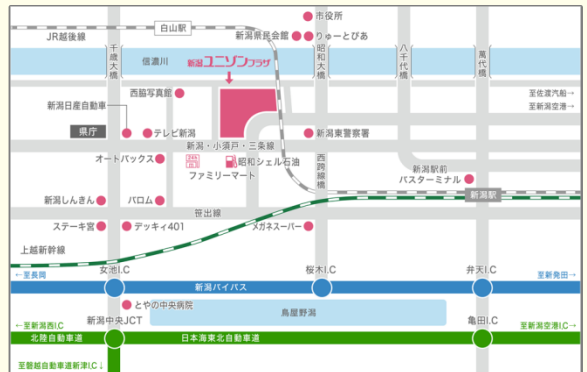 市役所
白山駅
JR越後線
新潟県民会館
りゅーとぴあ
千歳大橋
昭和大橋
八千代橋
萬代橋
信濃川
新潟ユニゾンプラザ
西脇写真館
至佐渡汽船→
至新潟空港→
新潟日産自動車
県庁
テレビ新潟
新潟東警察署
新潟・小須戸・三条線
オートバックス
昭和シェル石油
ファミリーマート
西跨線橋
新潟駅前
バスターミナル
新潟駅
新潟しんきん
バロム
笹出線
ステーキ宮
デッキィ401
メガネスーパー
上越新幹線
女池I.C
桜木I.C
弁天I.C
←至長岡
新潟バイパス
至新発田→
とやの中央病院
鳥屋野潟
←至新潟西I.C
新潟中央JCT
亀田I.C
至新潟空港I.C→
北陸自動車道
日本海東北自動車道
至磐越自動車道新津I.C↓